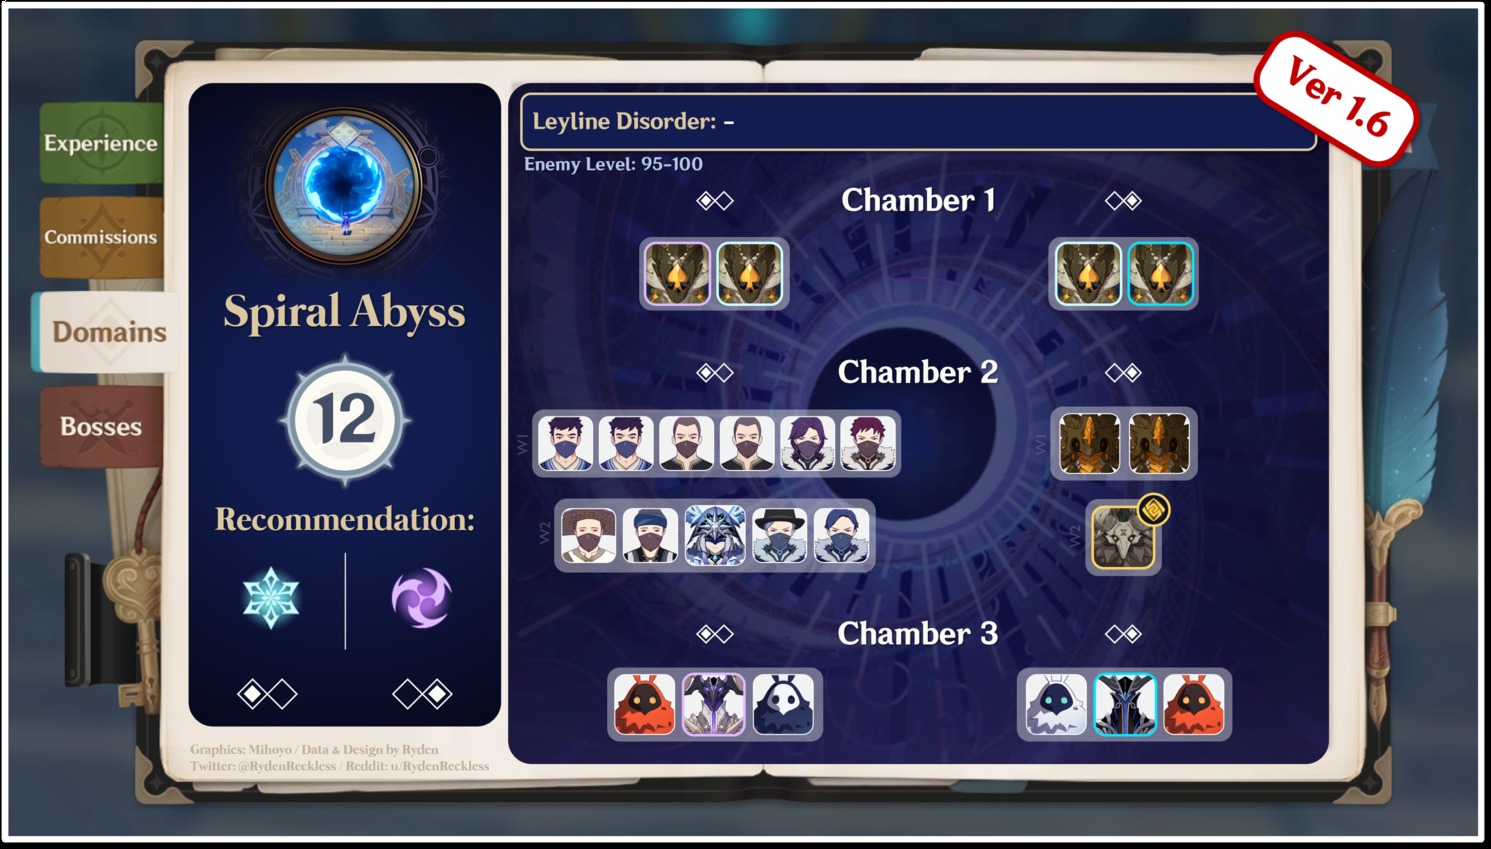 Ver 1.6
Experience
Commissions
Domains
Bosses
Spiral Abyss
12
Recommendation:
Graphics: Mihoyo / Data & Design by Ryden
Twitter: @RydenReckless / Reddit: u/RydenReckless
Leyline Disorder: –
Enemy Level: 95-100
Chamber 1
Chamber 2
W1
W1
W2
W2
Chamber 3